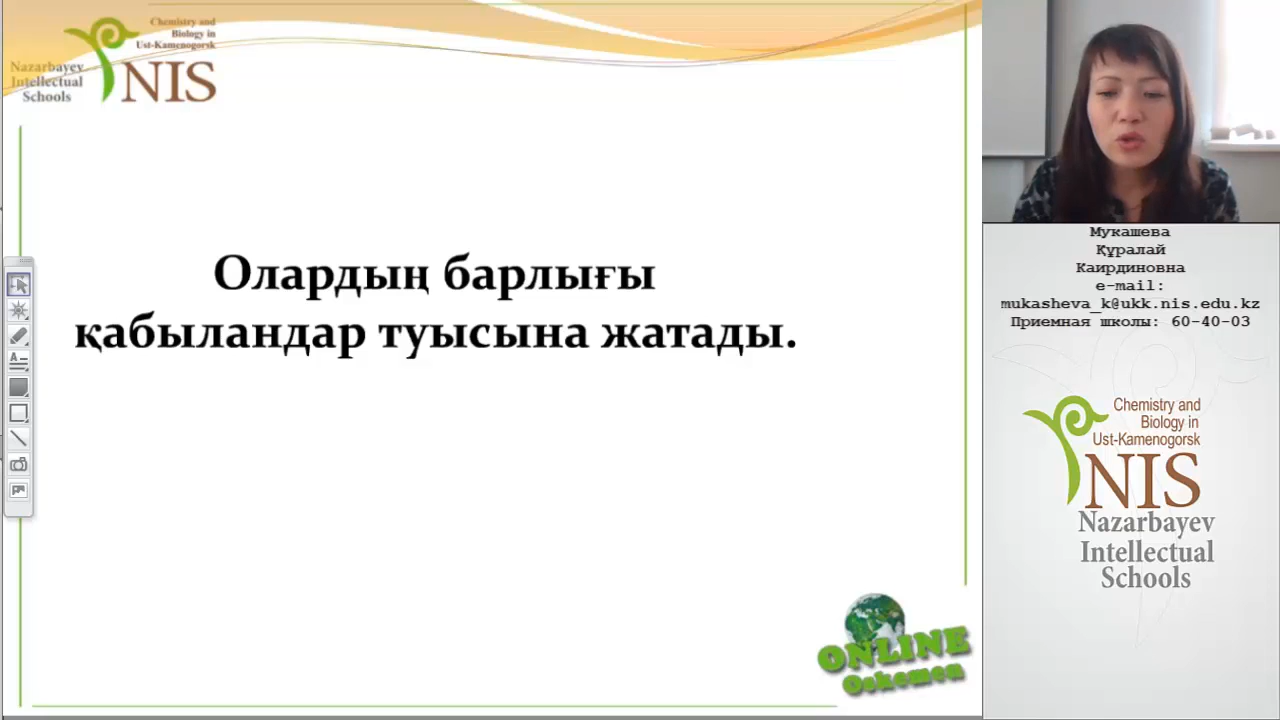 Chemistry and
Biology in
Ust-Kamenogorsk
Nazarbayev
Intellectual
Schools
NIS
Олардың барлығы
қабыландар туысына жатады.
ONLINE
Oskemen
Мукашева
Құралай
Каирдиновна
e-mail:
mukasheva_k@ukk.nis.edu.kz
Приемная школы: 60-40-03
Chemistry and
Biology in
Ust-Kamenogorsk
NIS
Nazarbayev
Intellectual
Schools